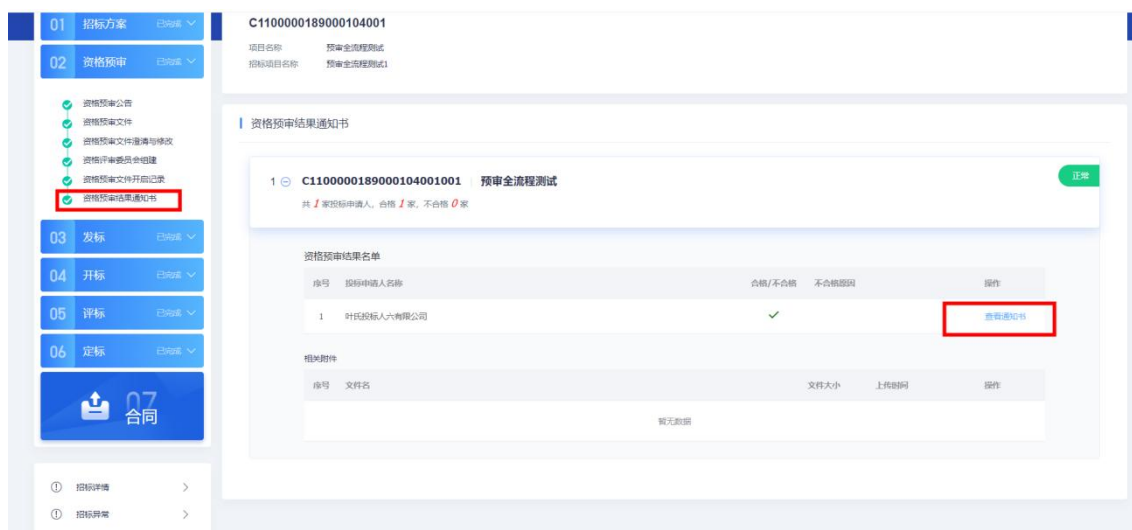 01 招标方案 已完成
02 资格预审 已完成
资格预审公告
资格预审文件
资格预审文件澄清与修改
资格评审委员会组建
资格预审文件开启记录
资格预审结果通知书
03 发标 已完成
04 开标 已完成
05 评标 已完成
06 定标 已完成
07
合同
招标详情
招标异常
C1100000189000104001
项目名称 预审全流程测试
招标项目名称 预审全流程测试1
资格预审结果通知书
1 C1100000189000104001001 预审全流程测试
正常
共 1 家投标申请人, 合格 1 家, 不合格 0 家
资格预审结果名单
序号 投标申请人名称 合格/不合格 不合格原因 操作
1 叶氏投标人六有限公司 查看通知书
相关附件
序号 文件名 文件大小 上传时间 操作
暂无数据